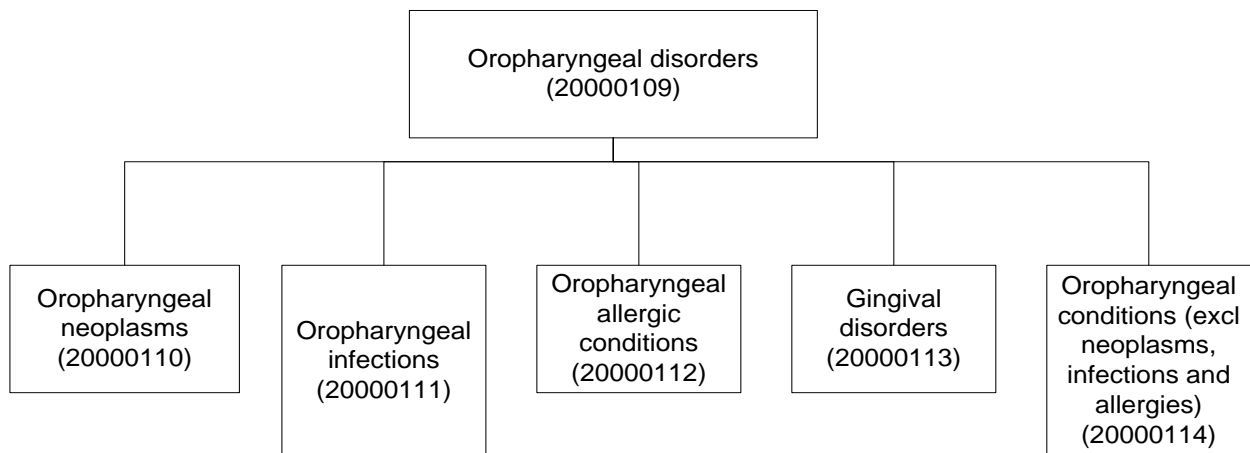 Oropharyngeal disorders
(20000109)
Oropharyngeal
neoplasms
(20000110)
Oropharyngeal
infections
(20000111)
Oropharyngeal
allergic
conditions
(20000112)
Gingival
disorders
(20000113)
Oropharyngeal
conditions (excl
neoplasms,
infections and
allergies)
(20000114)